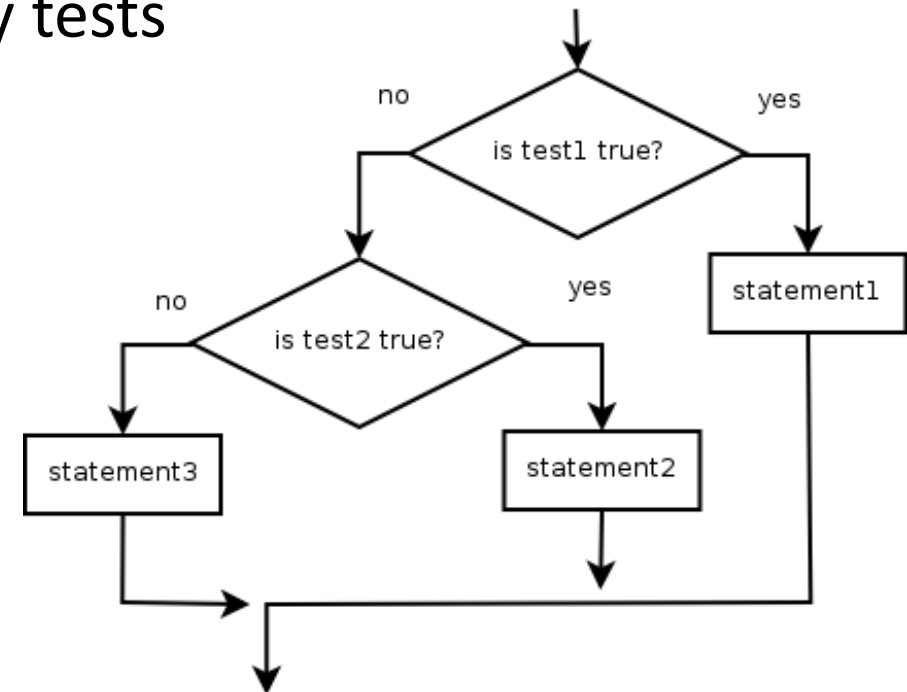 tests
no
yes
is test1 true?
statement1
no
yes
is test2 true?
statement3
statement2